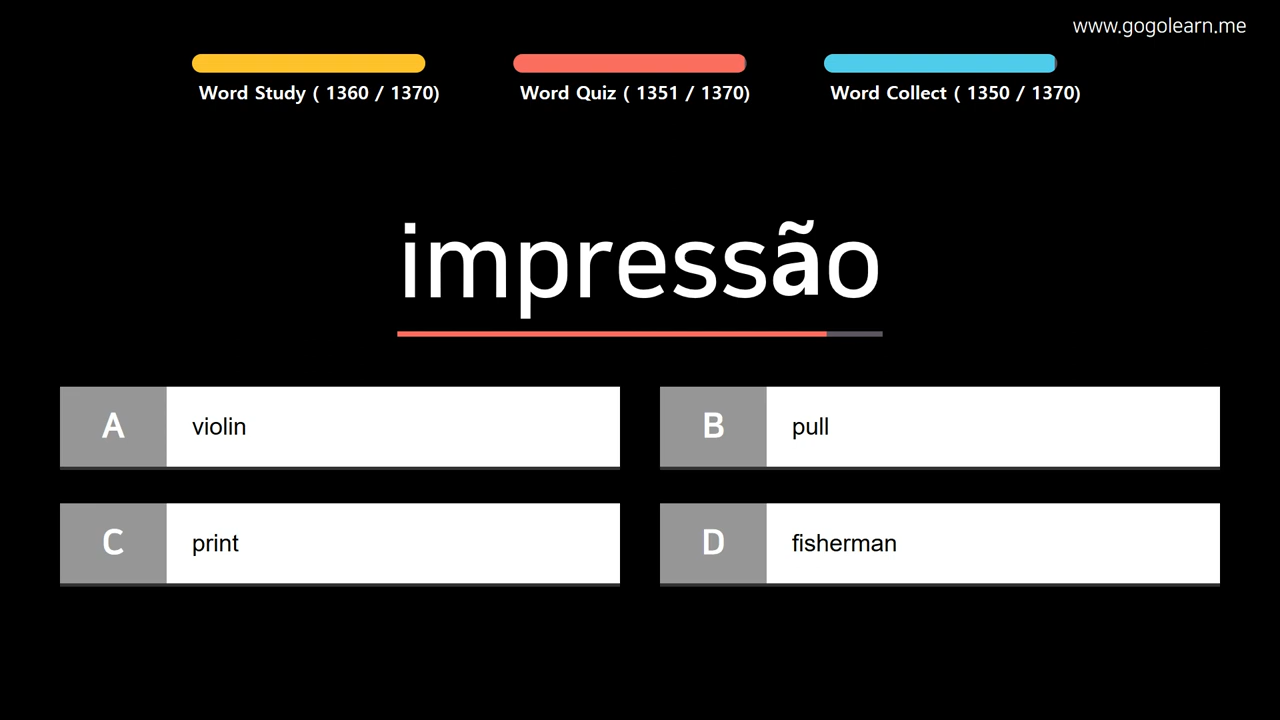 www.gogolearn.me
Word Study ( 1360 / 1370)
Word Quiz ( 1351 / 1370)
Word Collect ( 1350 / 1370)
impressão
A violin
B pull
C print
D fisherman